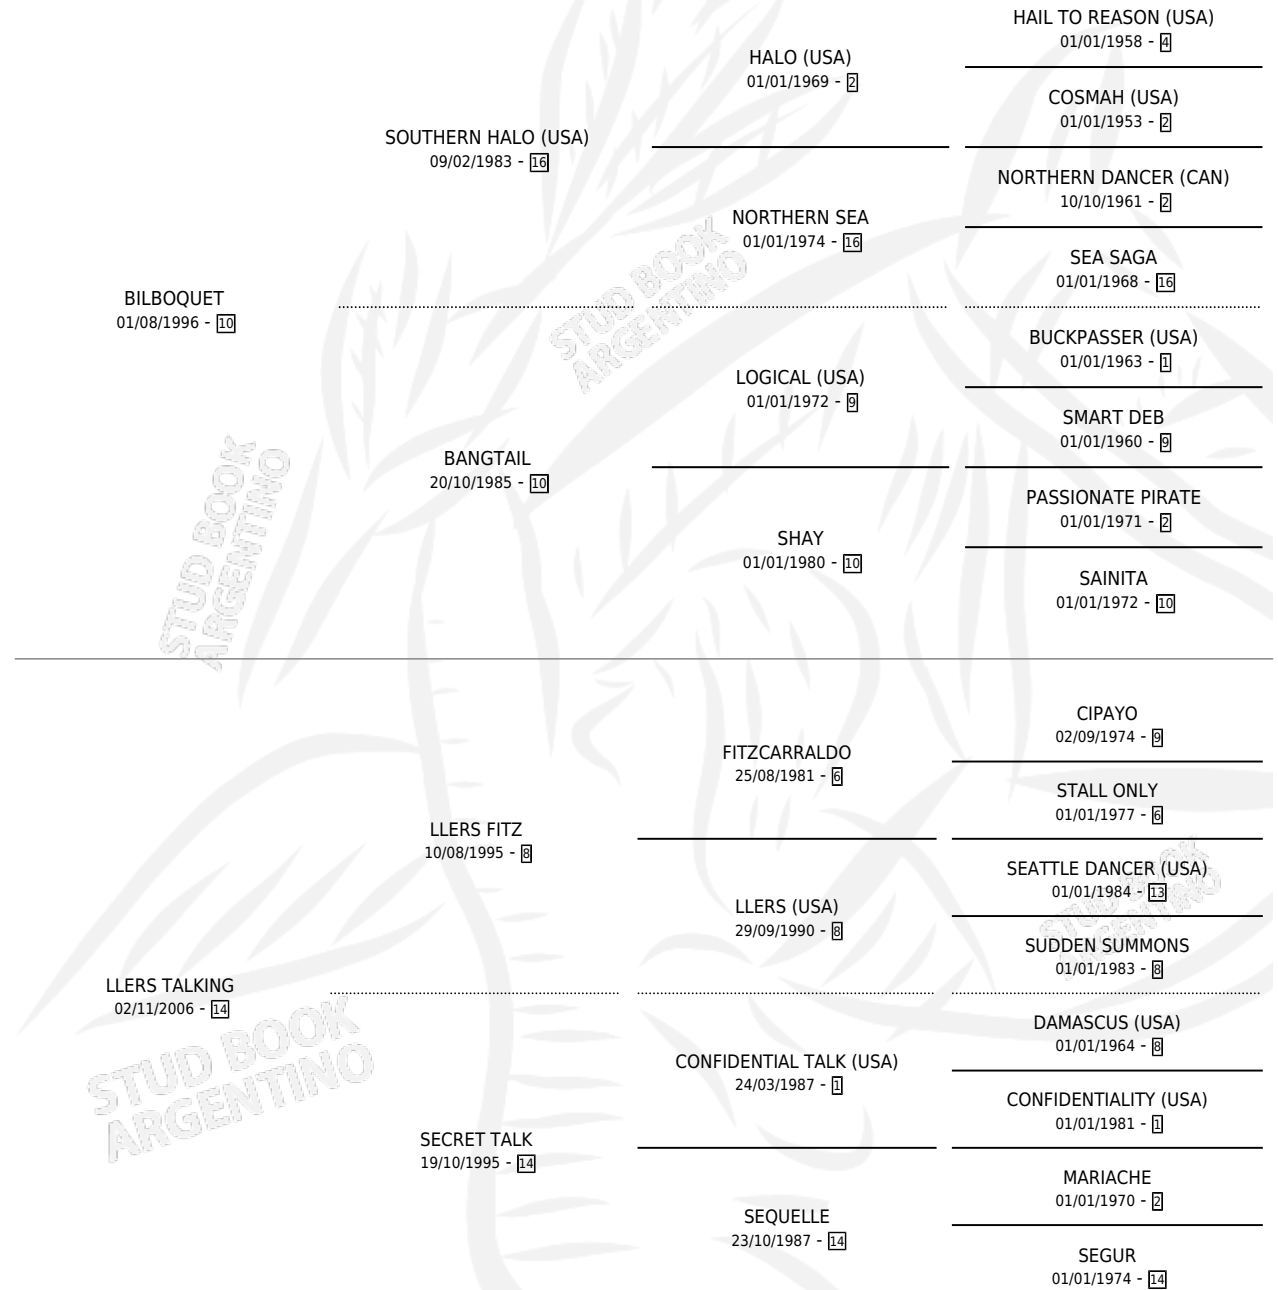 HAIL TO REASON (USA)
01/01/1958 - 4
HALO (USA)
01/01/1969 - 2
COSMAH (USA)
01/01/1953 - 2
SOUTHERN HALO (USA)
09/02/1983 - 16
NORTHERN DANCER (CAN)
10/10/1961 - 2
NORTHERN SEA
01/01/1974 - 16
SEA SAGA
01/01/1968 - 16
STUD BOOK
ARGENTINO
BILBOQUET
01/08/1996 - 10
BUCKPASSER (USA)
01/01/1963 - 1
LOGICAL (USA)
01/01/1972 - 9
SMART DEB
01/01/1960 - 9
BANGTAIL
20/10/1985 - 10
PASSIONATE PIRATE
01/01/1971 - 2
SHAY
01/01/1980 - 10
SAINITA
01/01/1972 - 10
STUD BOOK
ARGENTINO
CIPAYO
02/09/1974 - 9
FITZCARRALDO
25/08/1981 - 6
STALL ONLY
01/01/1977 - 6
LLERS FITZ
10/08/1995 - 8
SEATTLE DANCER (USA)
01/01/1984 - 13
LLERS (USA)
29/09/1990 - 8
SUDDEN SUMMONS
01/01/1983 - 8
STUD BOOK
ARGENTINO
LLERS TALKING
02/11/2006 - 14
DAMASCUS (USA)
01/01/1964 - 8
CONFIDENTIAL TALK (USA)
24/03/1987 - 1
CONFIDENTIALITY (USA)
01/01/1981 - 1
STUD BOOK
ARGENTINO
SECRET TALK
19/10/1995 - 14
MARIACHE
01/01/1970 - 2
SEQUELLE
23/10/1987 - 14
SEGUR
01/01/1974 - 14